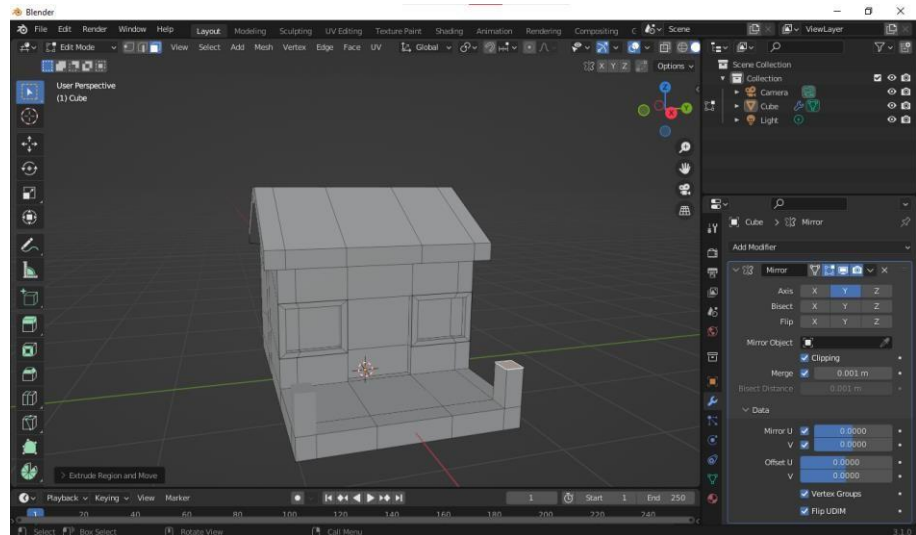 Blender
File Edit Render Window Help Layout Modeling Sculpting UV Editing Texture Paint Shading Animation Rendering Compositing Scene ViewLayer
Edit Mode View Select Add Mesh Vertex Edge Face UV Global
X Y Z Options
User Perspective
(1) Cube
Z
Y
X
Scene Collection
Collection
Camera
Cube
Light
Cube > Mirror
Add Modifier
Mirror
Axis X Y Z
Bisect X Y Z
Flip X Y Z
Mirror Object
Clipping
Merge 0.001 m
Bisect Distance 0.001 m
Data
Mirror U 0.0000
V 0.0000
Offset U 0.0000
V 0.0000
Vertex Groups
Flip UDIM
> Extrude Region and Move
Playback Keying View Marker 1 Start 1 End 250
1 20 40 60 80 100 120 140 160 180 200 220 240
Select Box Select Rotate View Call Menu 3.1.0